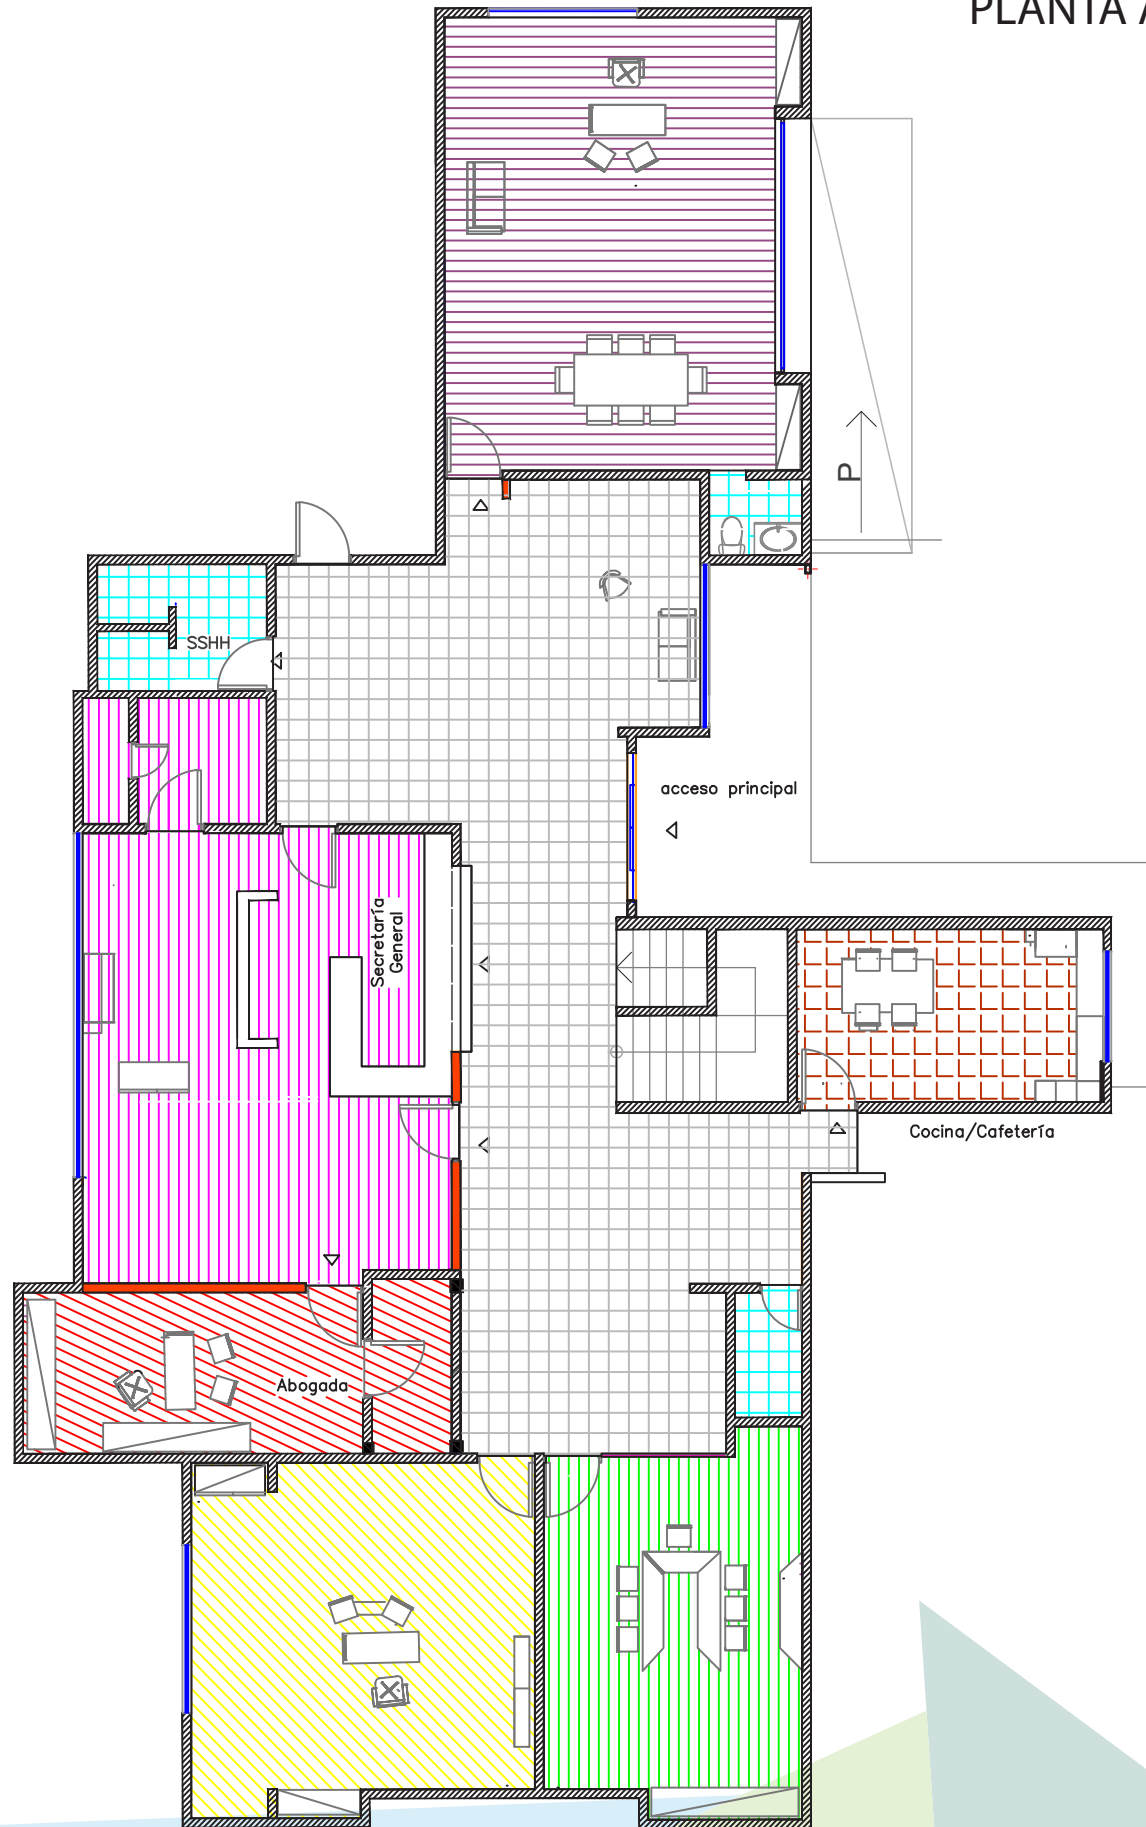 PLANTA A
P
SSHH
acceso principal
Secretaría
General
Cocina/Cafetería
Abogada